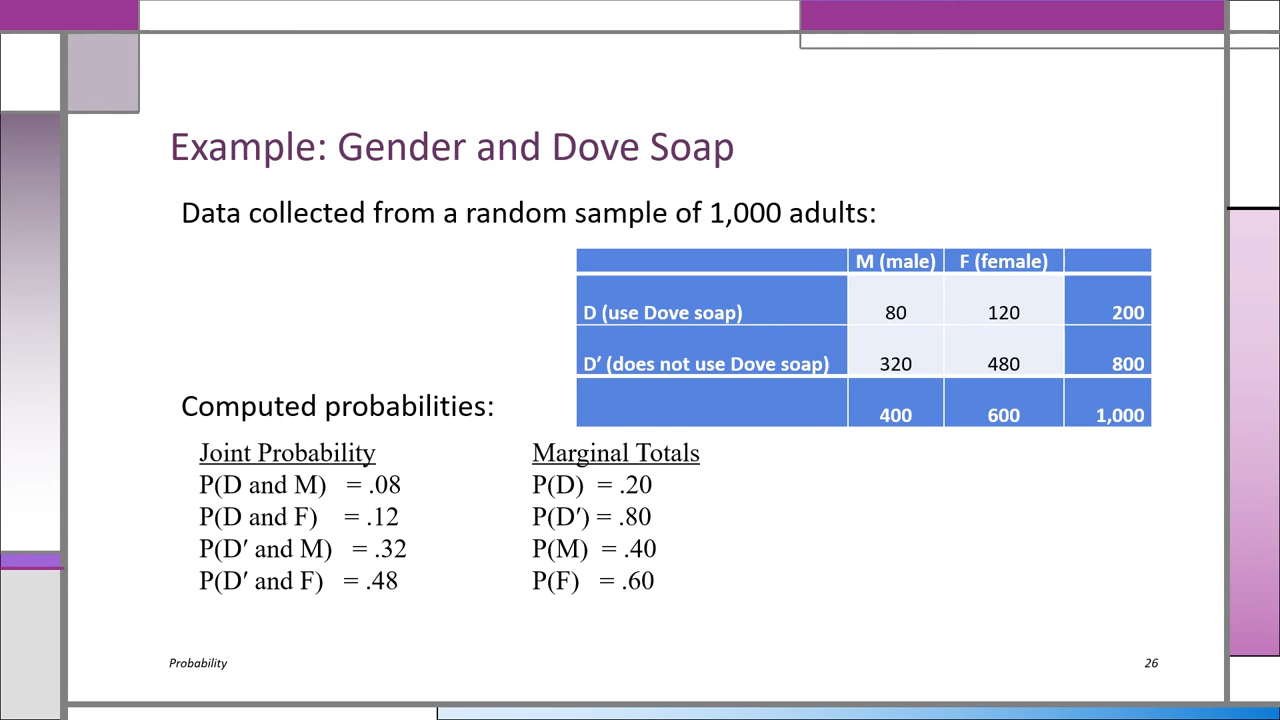 Example: Gender and Dove Soap
Data collected from a random sample of 1,000 adults:
M (male) F (female)
D (use Dove soap) 80 120 200
D′ (does not use Dove soap) 320 480 800
400 600 1,000
Computed probabilities:
Joint Probability Marginal Totals
P(D and M) = .08 P(D) = .20
P(D and F) = .12 P(D′) = .80
P(D′ and M) = .32 P(M) = .40
P(D′ and F) = .48 P(F) = .60
Probability 26